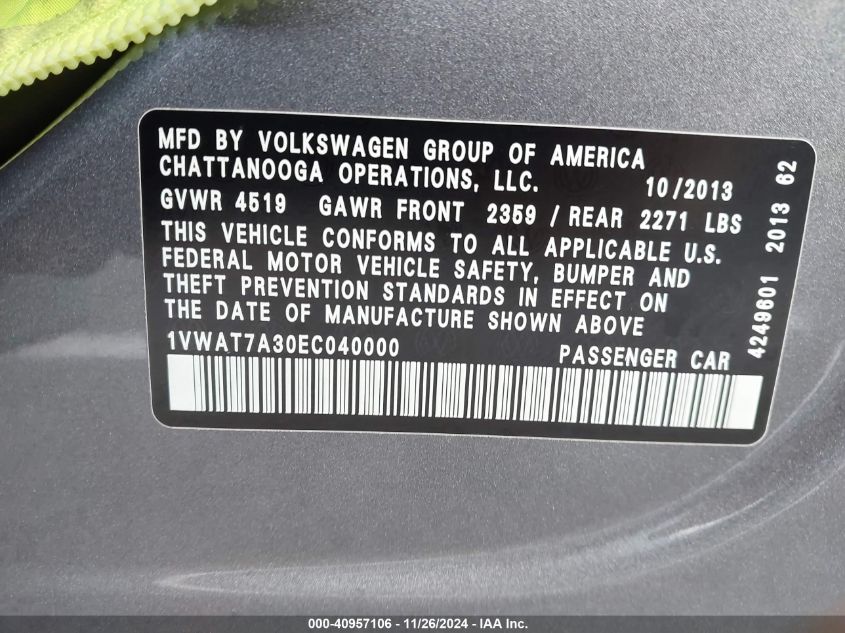 MFD BY VOLKSWAGEN GROUP OF AMERICA
CHATTANOOGA OPERATIONS, LLC. 10/2013
GVWR 4519 GAWR FRONT 2359 / REAR 2271 LBS
THIS VEHICLE CONFORMS TO ALL APPLICABLE U.S.
FEDERAL MOTOR VEHICLE SAFETY, BUMPER AND
THEFT PREVENTION STANDARDS IN EFFECT ON
THE DATE OF MANUFACTURE SHOWN ABOVE
1VWAT7A30EC040000 PASSENGER CAR
4249601 2013 62
000-40957106 - 11/26/2024 - IAA Inc.